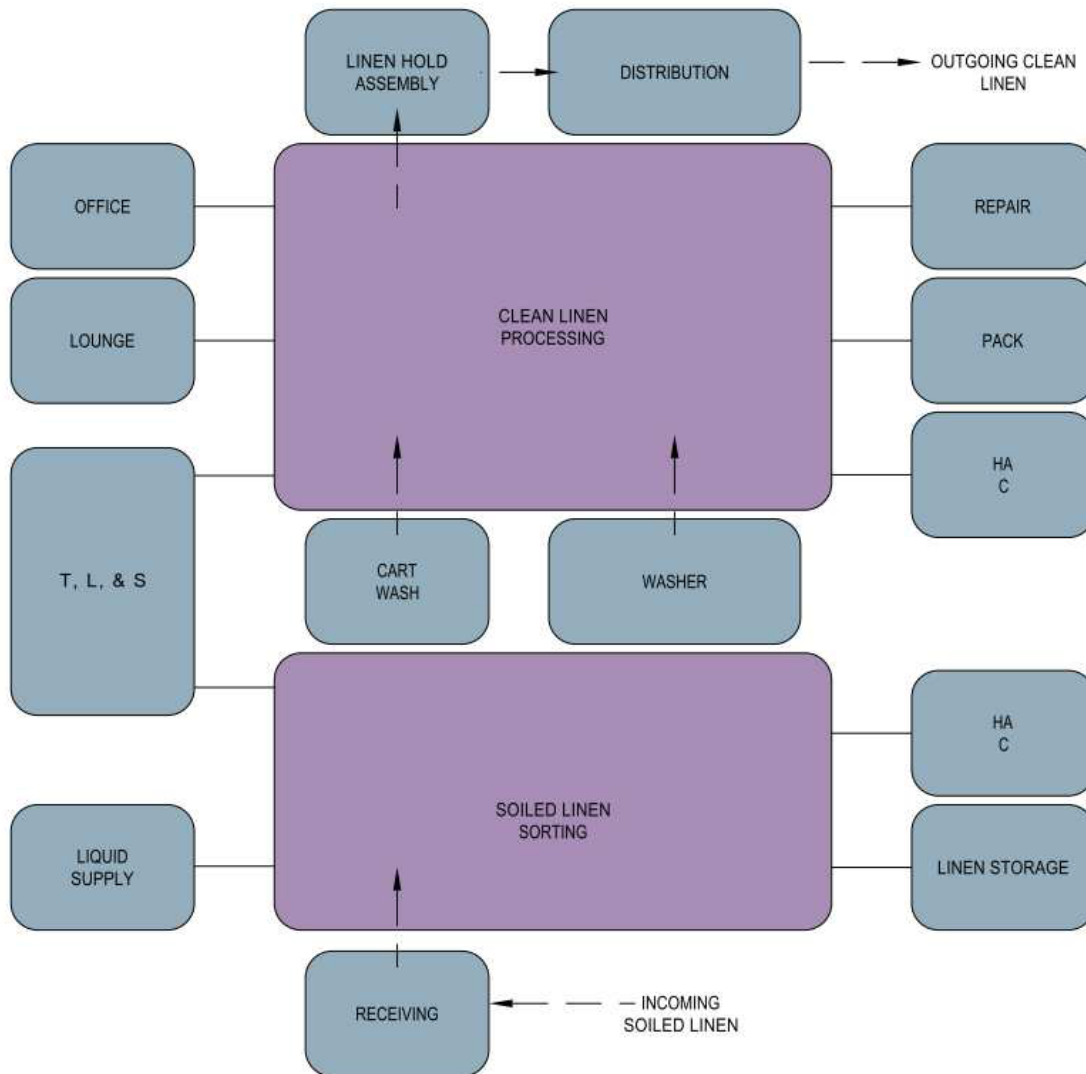 LINEN HOLD
ASSEMBLY
DISTRIBUTION
OUTGOING CLEAN
LINEN
OFFICE
REPAIR
CLEAN LINEN
PROCESSING
LOUNGE
PACK
HA
C
T, L, & S
CART
WASH
WASHER
HA
C
SOILED LINEN
SORTING
LIQUID
SUPPLY
LINEN STORAGE
RECEIVING
INCOMING
SOILED LINEN